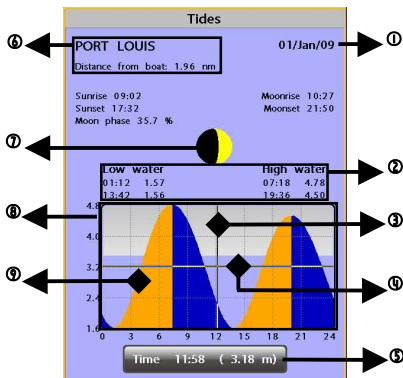 Tides
⑥ PORT LOUIS 01/Jan/09 ①
Distance from boat: 1.96 nm
Sunrise 09:02 Moonrise 10:27
Sunset 17:32 Moonset 21:50
Moon phase 35.7 %
⑦
Low water High water ②
01:12 1.57 07:18 4.78
13:42 1.56 19:36 4.50
⑧ 4.8
③
4.0
3.2
⑨ ④
2.4
1.6
0 3 6 9 12 15 18 21 24
Time 11:58 ( 3.18 m) ⑤